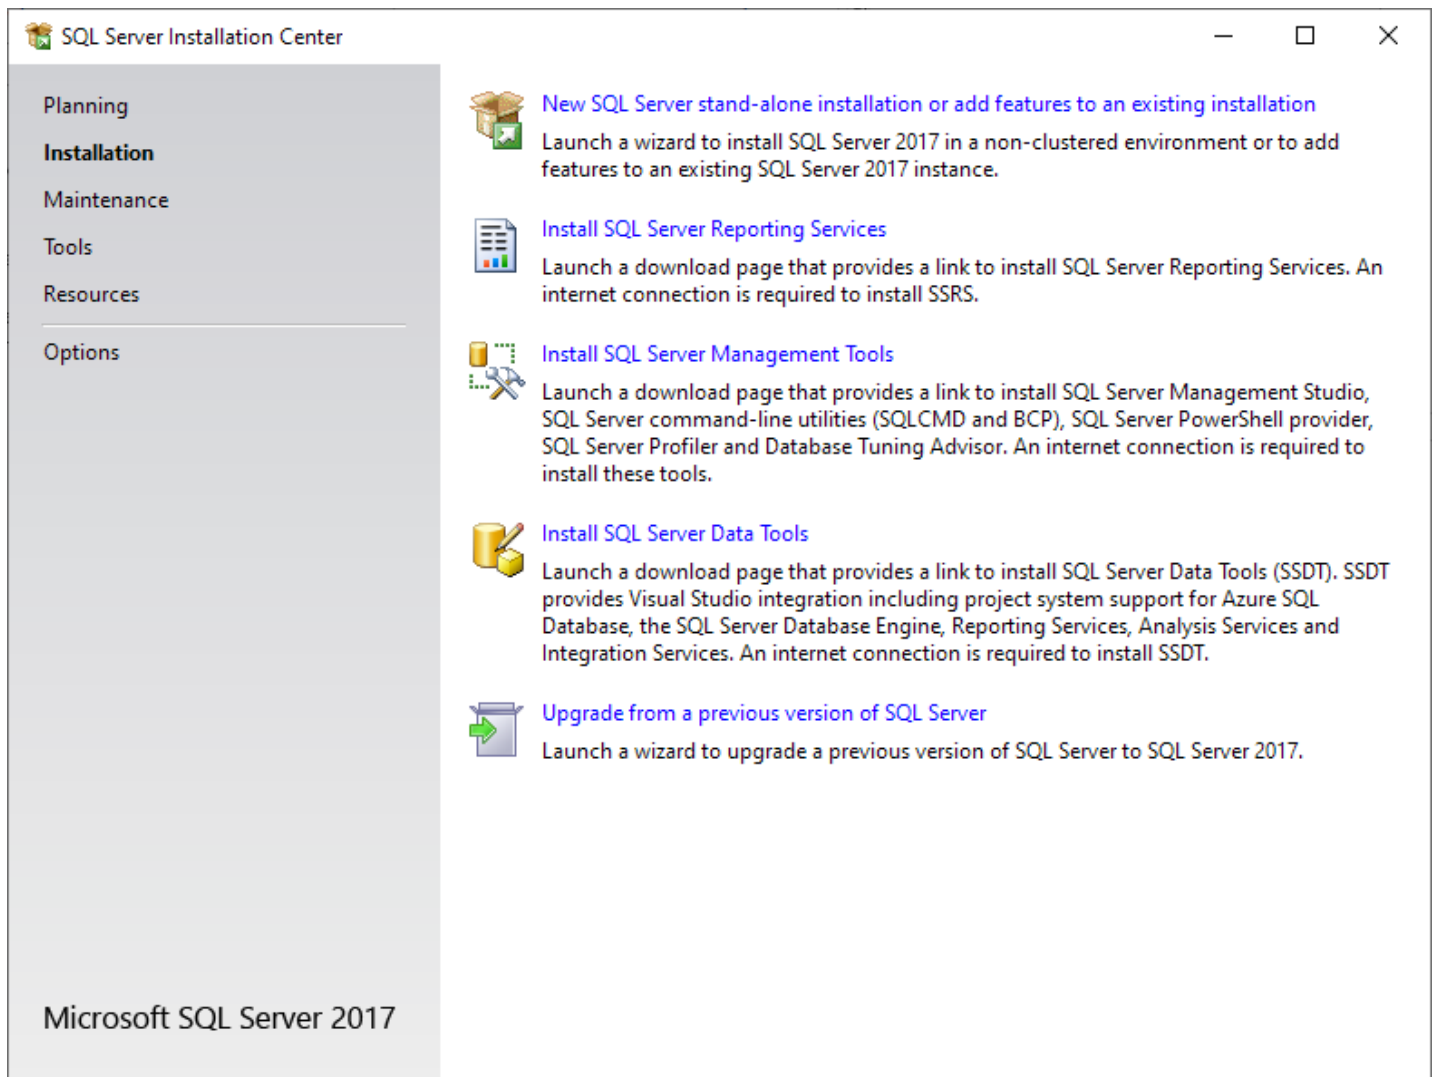 SQL Server Installation Center
Planning
Installation
Maintenance
Tools
Resources
Options
Microsoft SQL Server 2017
New SQL Server stand-alone installation or add features to an existing installation
Launch a wizard to install SQL Server 2017 in a non-clustered environment or to add
features to an existing SQL Server 2017 instance.
Install SQL Server Reporting Services
Launch a download page that provides a link to install SQL Server Reporting Services. An
internet connection is required to install SSRS.
Install SQL Server Management Tools
Launch a download page that provides a link to install SQL Server Management Studio,
SQL Server command-line utilities (SQLCMD and BCP), SQL Server PowerShell provider,
SQL Server Profiler and Database Tuning Advisor. An internet connection is required to
install these tools.
Install SQL Server Data Tools
Launch a download page that provides a link to install SQL Server Data Tools (SSDT). SSDT
provides Visual Studio integration including project system support for Azure SQL
Database, the SQL Server Database Engine, Reporting Services, Analysis Services and
Integration Services. An internet connection is required to install SSDT.
Upgrade from a previous version of SQL Server
Launch a wizard to upgrade a previous version of SQL Server to SQL Server 2017.